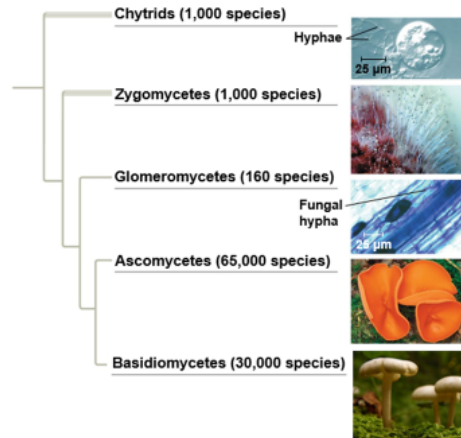 Chytrids (1,000 species)
Hyphae
25 µm
Zygomycetes (1,000 species)
Glomeromycetes (160 species)
Fungal
hypha
25 µm
Ascomycetes (65,000 species)
Basidiomycetes (30,000 species)